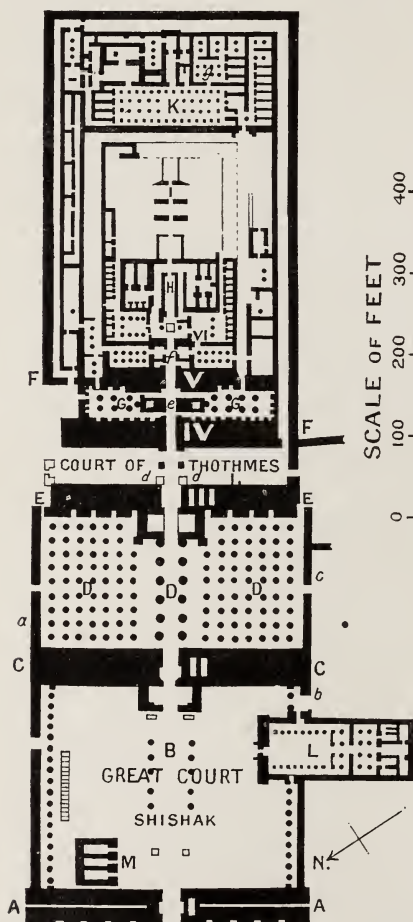 g
K
I
H
VI
f
F V
G e G
IV F
COURT OF THOTHMES I
d d
E E
D D D
c
a
C C
b
B L
GREAT COURT
SHISHAK
M N.
A A
SCALE OF FEET
0 100 200 300 400